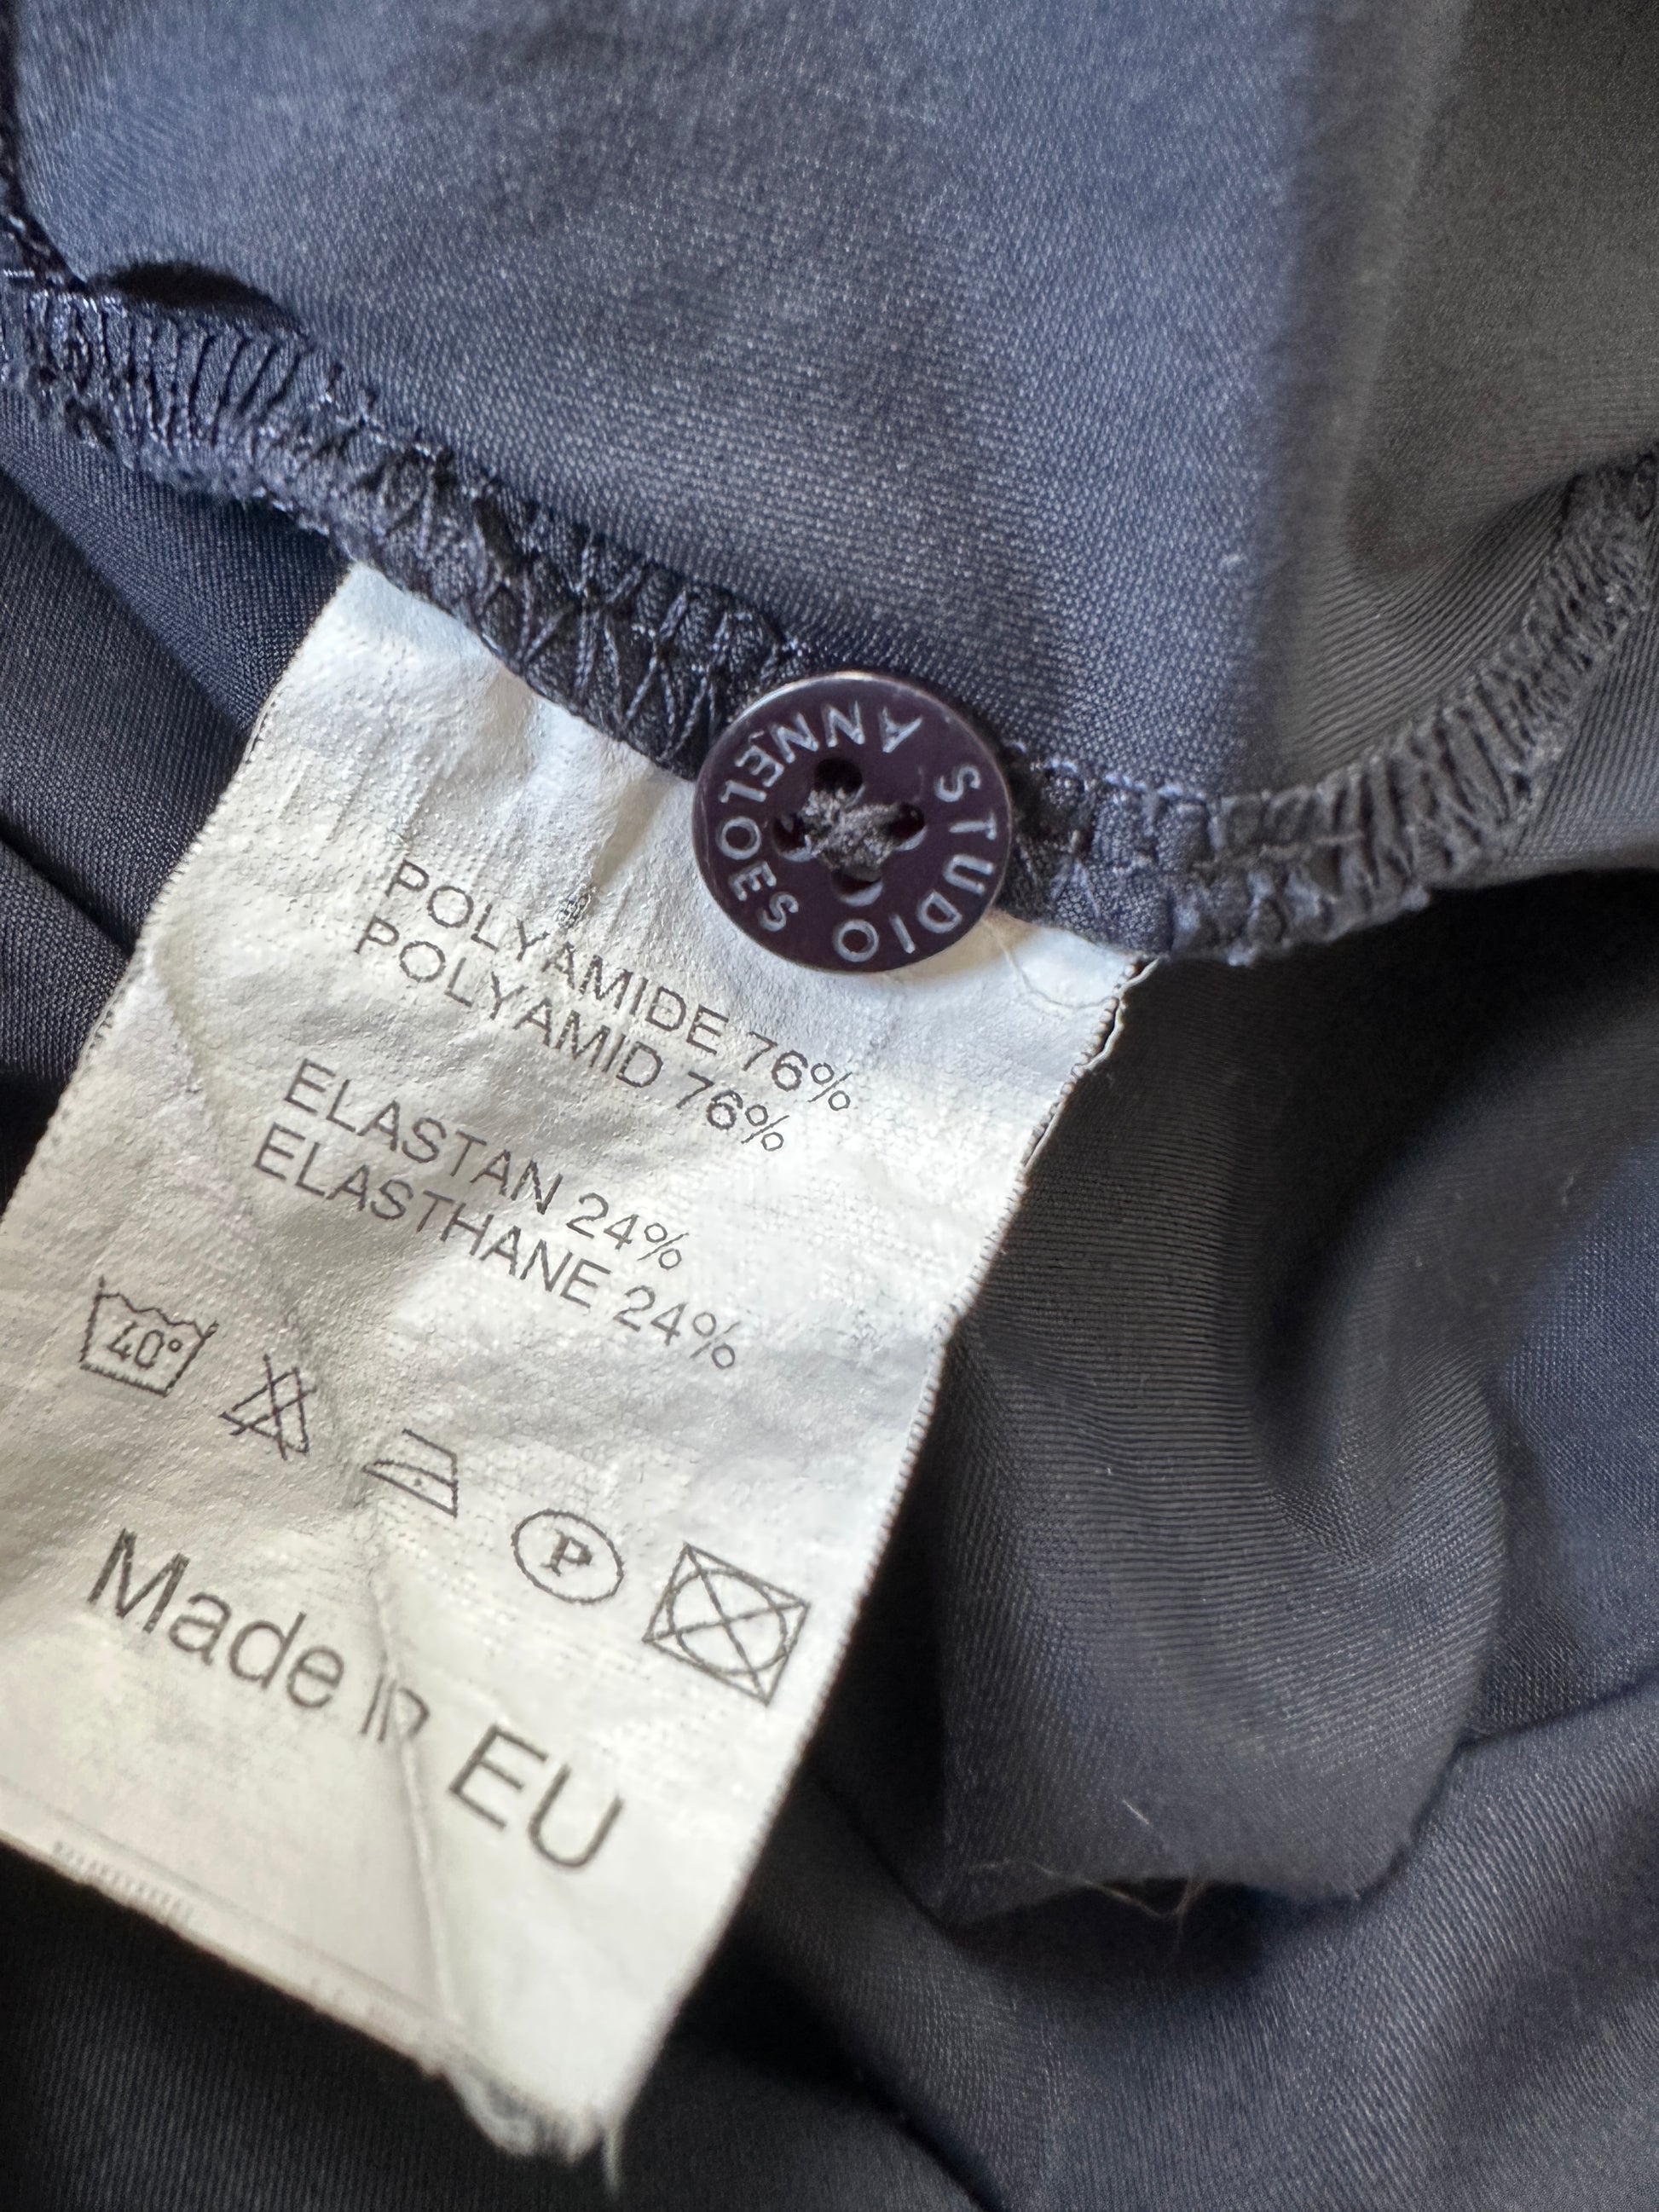 STUDIO ANNELOES
POLYAMIDE 76%
POLYAMID 76%
ELASTAN 24%
ELASTHANE 24%
40°
P
Made in EU